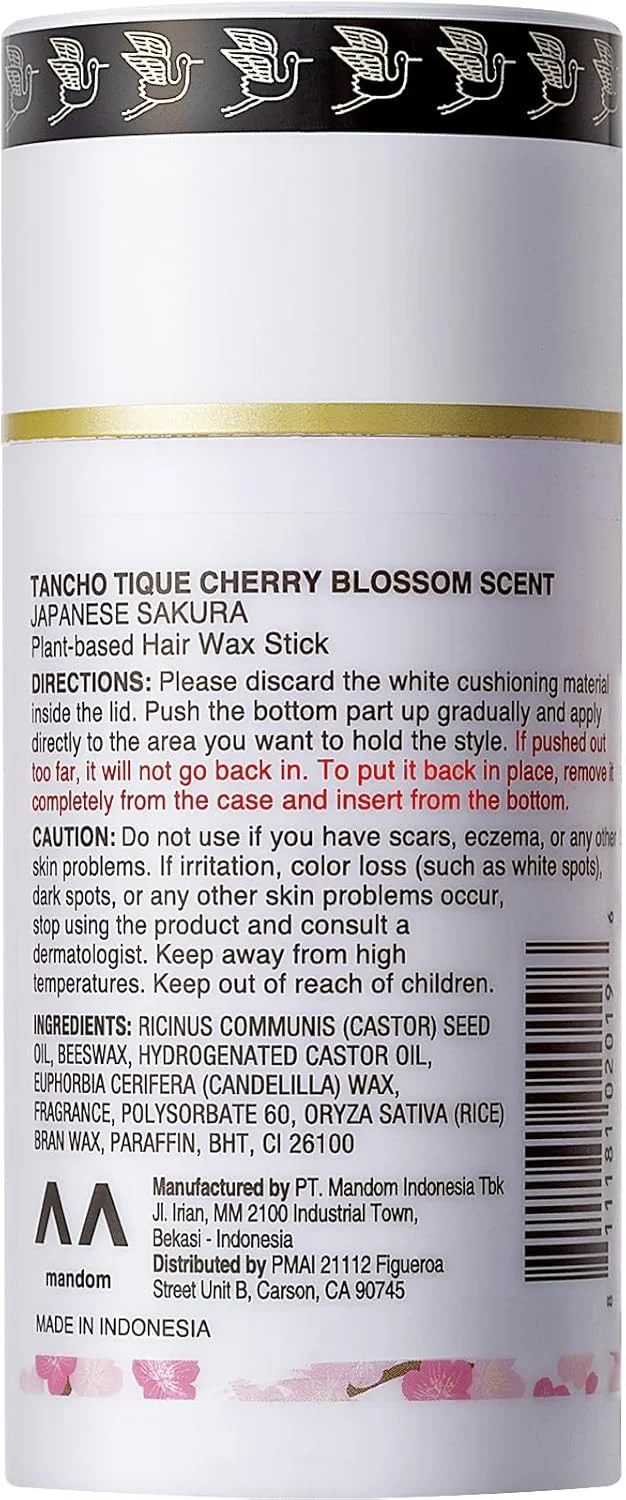 TANCHO TIQUE CHERRY BLOSSOM SCENT
JAPANESE SAKURA
Plant-based Hair Wax Stick
DIRECTIONS: Please discard the white cushioning material
inside the lid. Push the bottom part up gradually and apply
directly to the area you want to hold the style. If pushed out
too far, it will not go back in. To put it back in place, remove it
completely from the case and insert from the bottom.
CAUTION: Do not use if you have scars, eczema, or any other
skin problems. If irritation, color loss (such as white spots),
dark spots, or any other skin problems occur,
stop using the product and consult a
dermatologist. Keep away from high
temperatures. Keep out of reach of children.
INGREDIENTS: RICINUS COMMUNIS (CASTOR) SEED
OIL, BEESWAX, HYDROGENATED CASTOR OIL,
EUPHORBIA CERIFERA (CANDELILLA) WAX,
FRAGRANCE, POLYSORBATE 60, ORYZA SATIVA (RICE)
BRAN WAX, PARAFFIN, BHT, CI 26100
mandom
Manufactured by PT. Mandom Indonesia Tbk
Jl. Irian, MM 2100 Industrial Town,
Bekasi - Indonesia
Distributed by PMAI 21112 Figueroa
Street Unit B, Carson, CA 90745
MADE IN INDONESIA
8 11181 02019 6